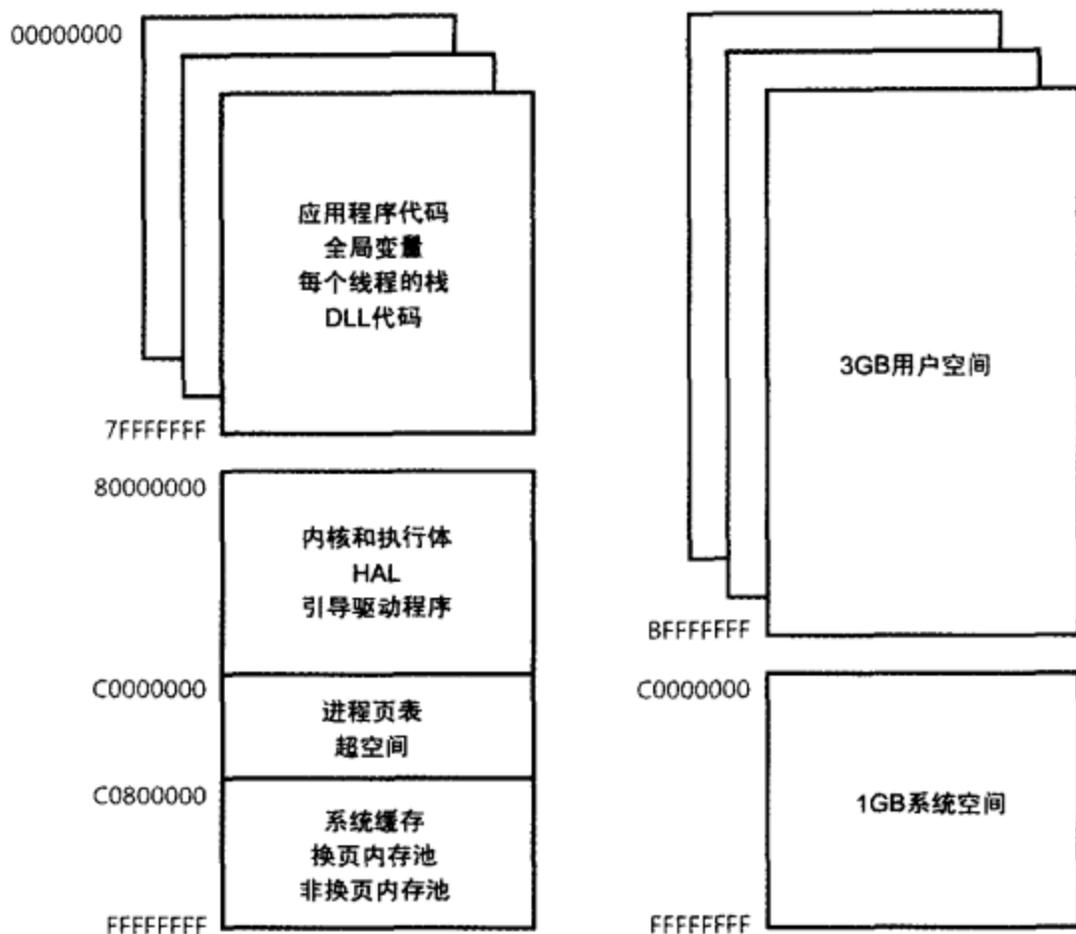 00000000
应用程序代码
全局变量
每个线程的栈
DLL代码
7FFFFFFF
80000000
内核和执行体
HAL
引导驱动程序
C0000000
进程页表
超空间
C0800000
系统缓存
换页内存池
非换页内存池
FFFFFFFF
3GB用户空间
BFFFFFFF
C0000000
1GB系统空间
FFFFFFFF